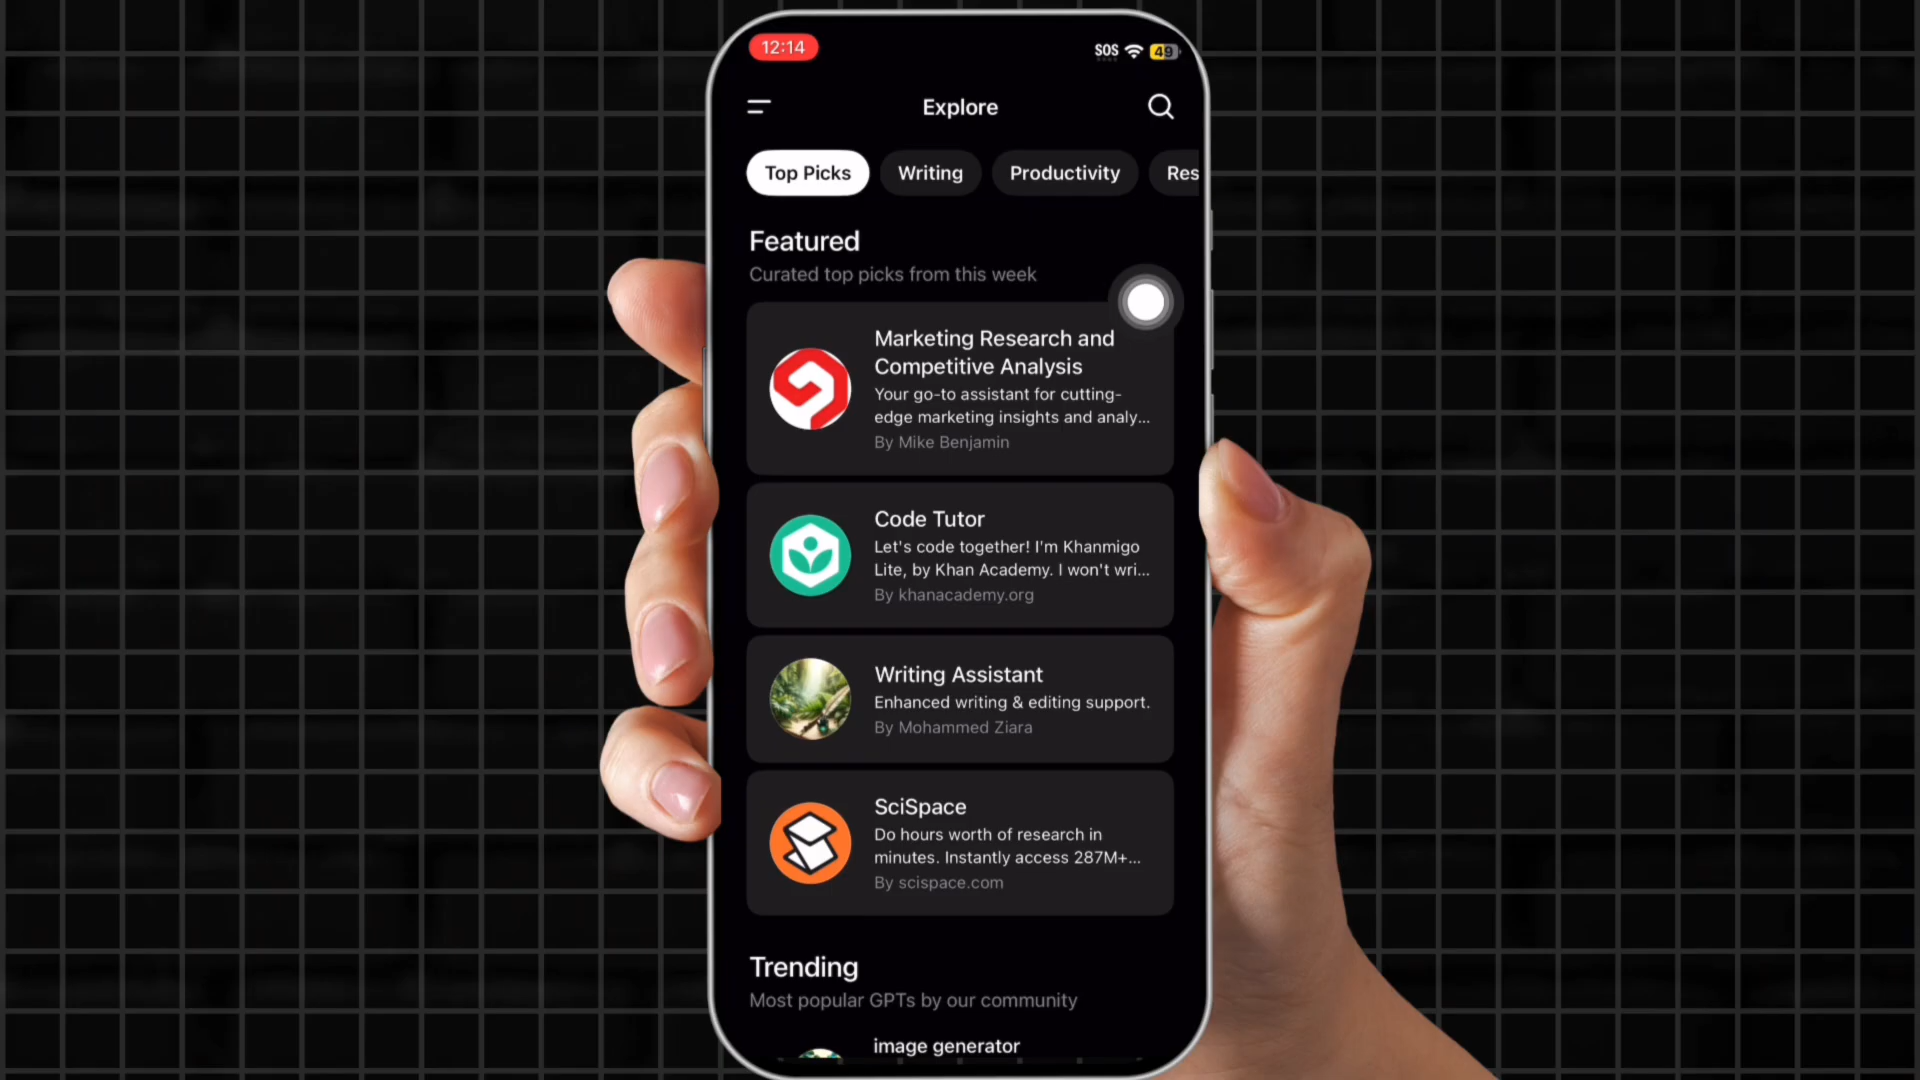 12:14
SOS
49
Explore
Top Picks
Writing
Productivity
Res
Featured
Curated top picks from this week
Marketing Research and
Competitive Analysis
Your go-to assistant for cutting-
edge marketing insights and analy...
By Mike Benjamin
Code Tutor
Let's code together! I'm Khanmigo
Lite, by Khan Academy. I won't wri...
By khanacademy.org
Writing Assistant
Enhanced writing & editing support.
By Mohammed Ziara
SciSpace
Do hours worth of research in
minutes. Instantly access 287M+...
By scispace.com
Trending
Most popular GPTs by our community
image generator